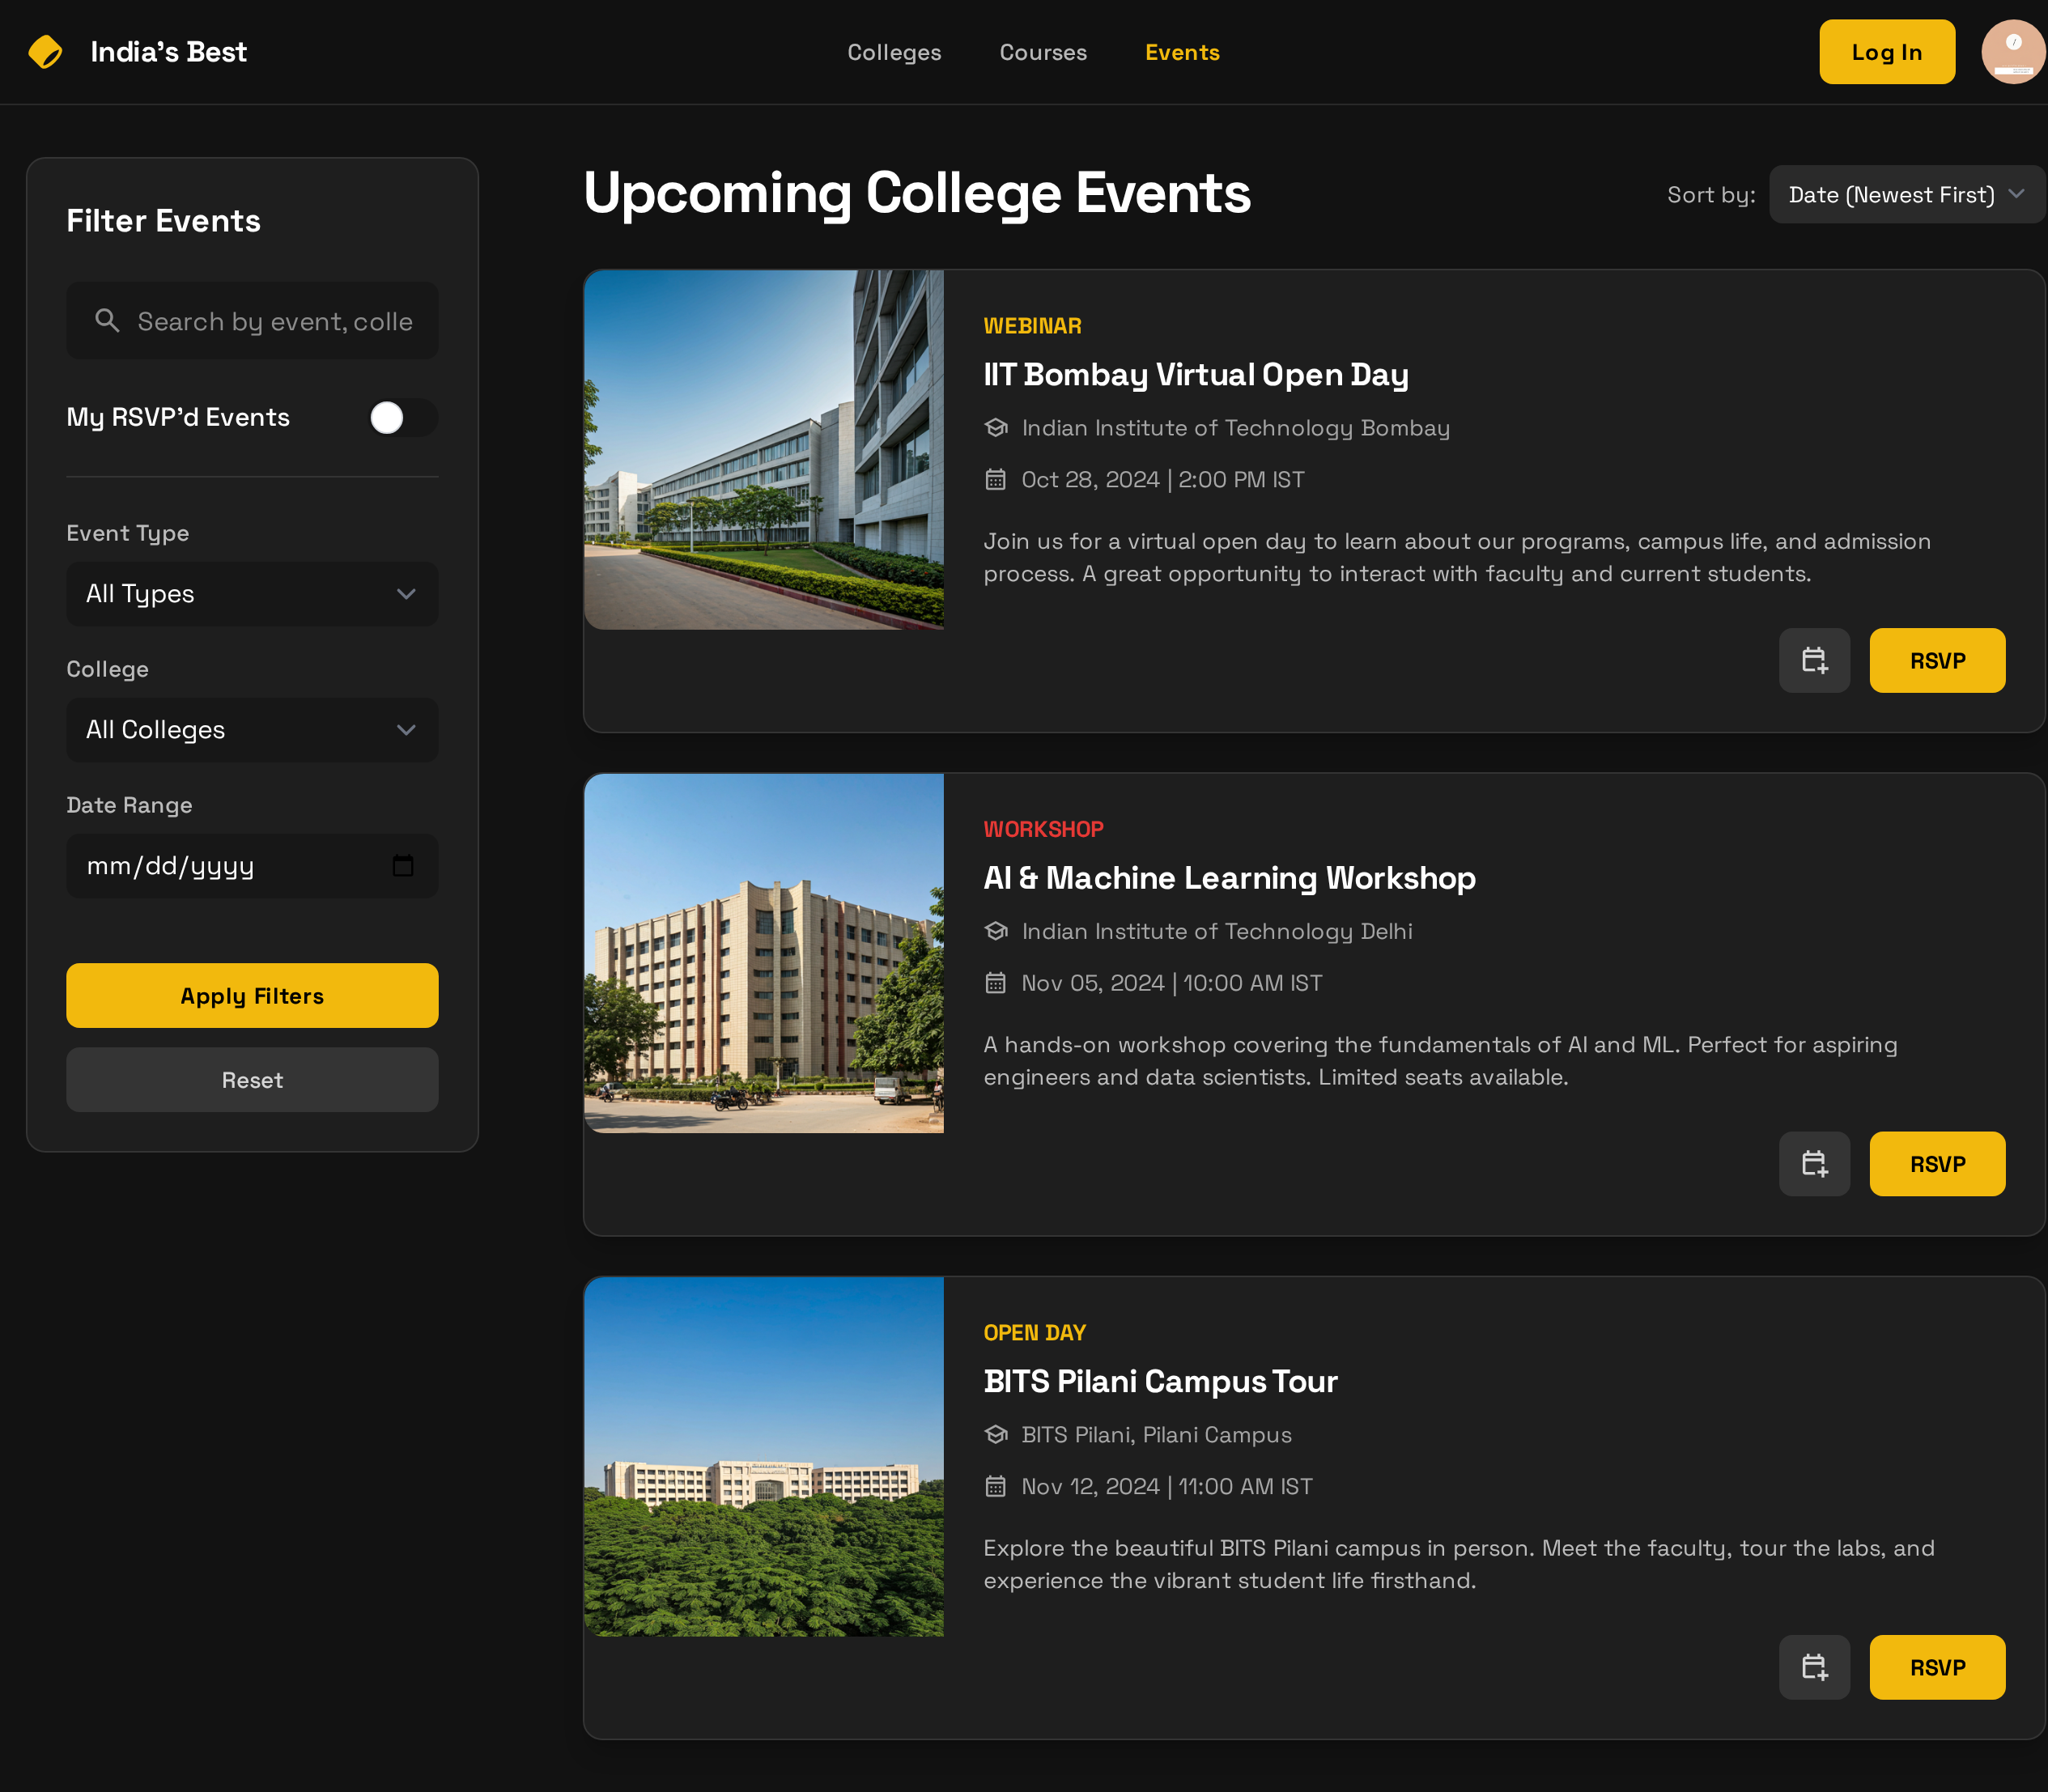 India's Best
Colleges
Courses
Events
Log In
Filter Events
Search by event, colle
My RSVP'd Events
Event Type
All Types
College
All Colleges
Date Range
mm/dd/yyyy
Apply Filters
Reset
Upcoming College Events
Sort by:
Date (Newest First)
WEBINAR
IIT Bombay Virtual Open Day
Indian Institute of Technology Bombay
Oct 28, 2024 | 2:00 PM IST
Join us for a virtual open day to learn about our programs, campus life, and admission
process. A great opportunity to interact with faculty and current students.
RSVP
WORKSHOP
AI & Machine Learning Workshop
Indian Institute of Technology Delhi
Nov 05, 2024 | 10:00 AM IST
A hands-on workshop covering the fundamentals of AI and ML. Perfect for aspiring
engineers and data scientists. Limited seats available.
RSVP
OPEN DAY
BITS Pilani Campus Tour
BITS Pilani, Pilani Campus
Nov 12, 2024 | 11:00 AM IST
Explore the beautiful BITS Pilani campus in person. Meet the faculty, tour the labs, and
experience the vibrant student life firsthand.
RSVP